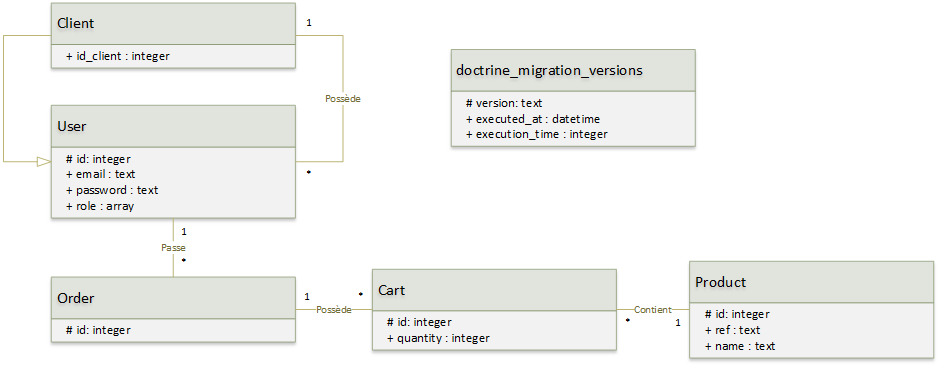 Client
+ id_client : integer
1
Possède
*
User
# id: integer
+ email : text
+ password : text
+ role : array
doctrine_migration_versions
# version: text
+ executed_at : datetime
+ execution_time : integer
1
Passe
*
Order
# id: integer
1
Possède
*
Cart
# id: integer
+ quantity : integer
*
Contient
1
Product
# id: integer
+ ref : text
+ name : text